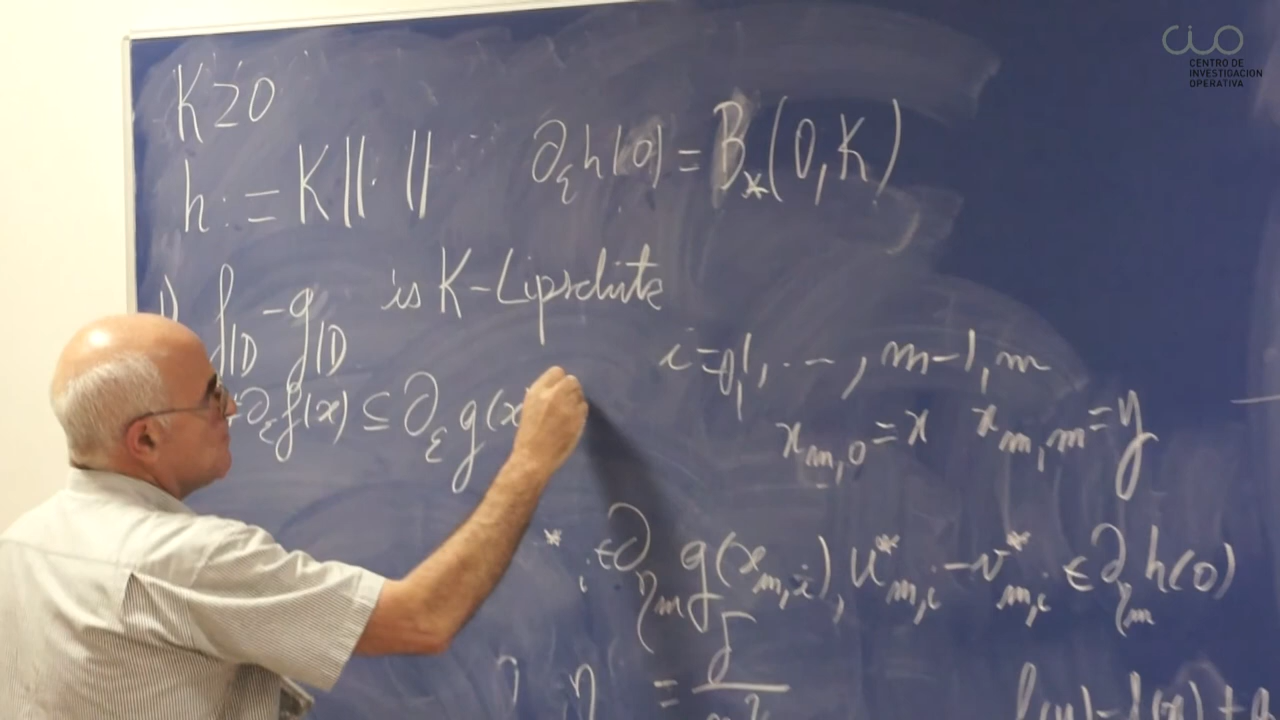 CIO
CENTRO DE
INVESTIGACION
OPERATIVA
K≥0
h := K‖·‖ ∂_ε h(0) = B_*(0,K)
f_{|D} - g_{|D} is K-Lipschitz
∂_ε f(x) ⊆ ∂_ε g(x
i=0,1,...,m-1,m
x_{m,0}=x x_{m,m}=y
* i ∈ ∂_{η_m} g(x_{m,i}), u*_{m,i} - v*_{m,i} ∈ ∂_{η_m} h(0)